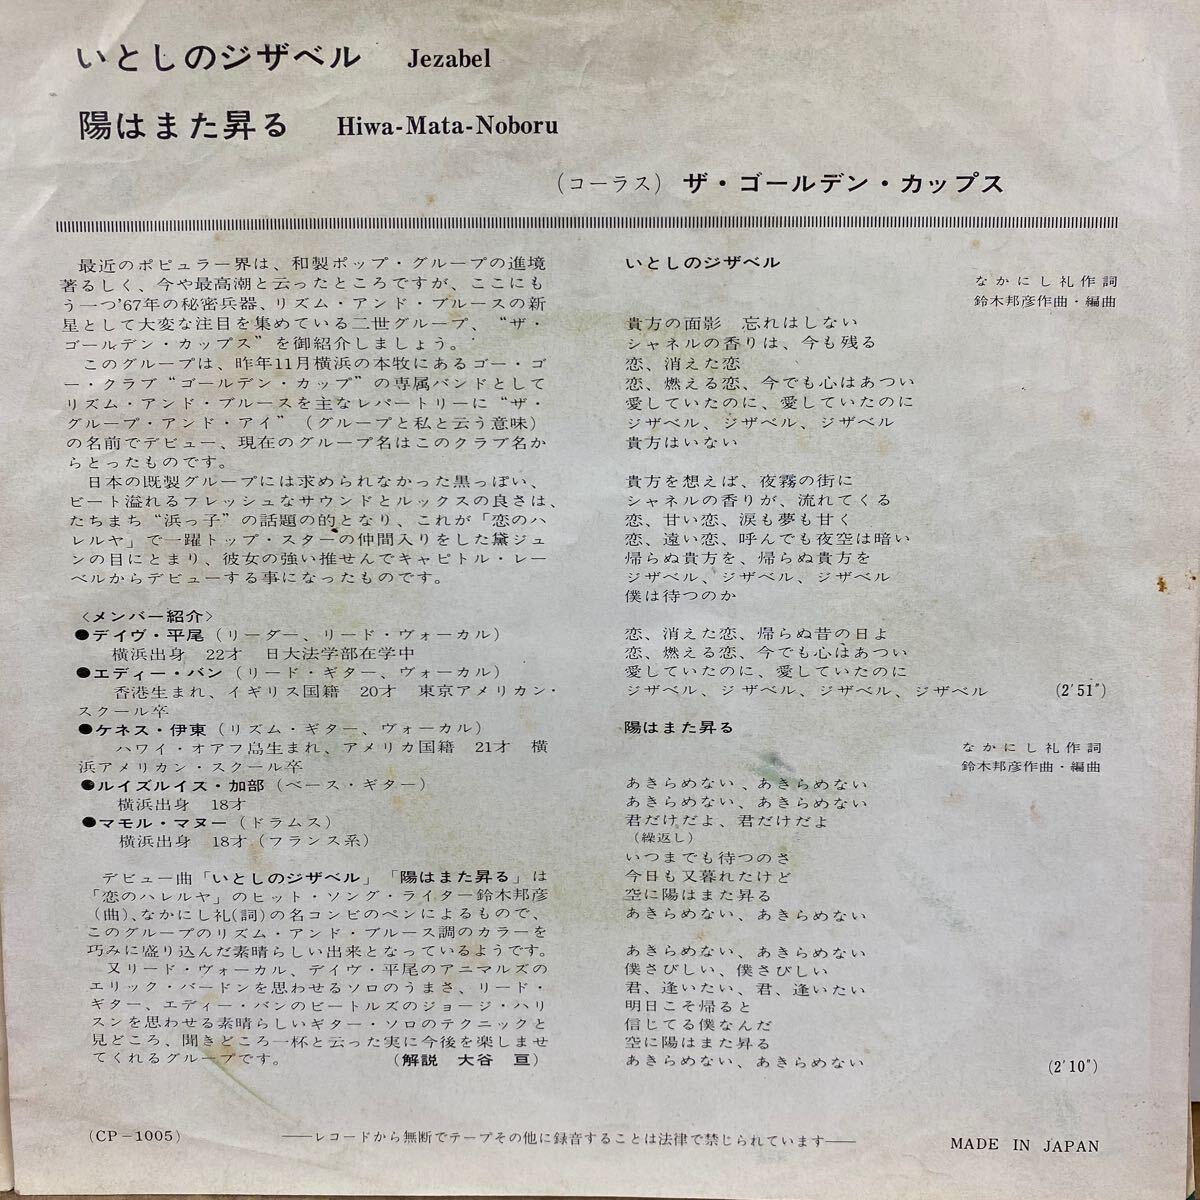 いとしのジザベル Jezabel
陽はまた昇る Hiwa-Mata-Noboru
(コーラス) ザ・ゴールデン・カップス
最近のポピュラー界は、和製ポップ・グループの進境
著るしく、今や最高潮と云ったところですが、ここにも
う一つ'67年の秘密兵器、リズム・アンド・ブルースの新
星として大変な注目を集めている二世グループ、“ザ・
ゴールデン・カップス”を御紹介しましょう。
このグループは、昨年11月横浜の本牧にあるゴー・ゴ
ー・クラブ“ゴールデン・カップ”の専属バンドとして
リズム・アンド・ブルースを主なレパートリーに“ザ・
グループ・アンド・アイ”（グループと私と云う意味）
の名前でデビュー、現在のグループ名はこのクラブ名か
らとったものです。
日本の既製グループには求められなかった黒っぽい、
ビート溢れるフレッシュなサウンドとルックスの良さは、
たちまち“浜っ子”の話題の的となり、これが「恋のハ
レルヤ」で一躍トップ・スターの仲間入りをした黛ジュ
ンの目にとまり、彼女の強い推せんでキャピトル・レー
ベルからデビューする事になったものです。
〈メンバー紹介〉
●デイヴ・平尾（リーダー、リード・ヴォーカル）
横浜出身 22才 日大法学部在学中
●エディー・バン（リード・ギター、ヴォーカル）
香港生まれ、イギリス国籍 20才 東京アメリカン・
スクール卒
●ケネス・伊東（リズム・ギター、ヴォーカル）
ハワイ・オアフ島生まれ、アメリカ国籍 21才 横
浜アメリカン・スクール卒
●ルイズルイス・加部（ベース・ギター）
横浜出身 18才
●マモル・マヌー（ドラムス）
横浜出身 18才（フランス系）
デビュー曲「いとしのジザベル」「陽はまた昇る」は
「恋のハレルヤ」のヒット・ソング・ライター鈴木邦彦
(曲)、なかにし礼(詞)の名コンビのペンによるもので、
このグループのリズム・アンド・ブルース調のカラーを
巧みに盛り込んだ素晴らしい出来となっているようです。
又リード・ヴォーカル、デイヴ・平尾のアニマルズの
エリック・バードンを思わせるソロのうまさ、リード・
ギター、エディー・バンのビートルズのジョージ・ハリ
スンを思わせる素晴らしいギター・ソロのテクニックと
見どころ、聞きどころ一杯と云った実に今後を楽しませ
てくれるグループです。 （解説 大谷 亘）
いとしのジザベル
なかにし礼作詞
鈴木邦彦作曲・編曲
貴方の面影 忘れはしない
シャネルの香りは、今も残る
恋、消えた恋
恋、燃える恋、今でも心はあつい
愛していたのに、愛していたのに
ジザベル、ジザベル、ジザベル
貴方はいない
貴方を想えば、夜霧の街に
シャネルの香りが、流れてくる
恋、甘い恋、涙も夢も甘く
恋、遠い恋、呼んでも夜空は暗い
帰らぬ貴方を、帰らぬ貴方を
ジザベル、ジザベル、ジザベル
僕は待つのか
恋、消えた恋、帰らぬ昔の日よ
恋、燃える恋、今でも心はあつい
愛していたのに、愛していたのに
ジザベル、ジザベル、ジザベル、ジザベル (2'51")
陽はまた昇る
なかにし礼作詞
鈴木邦彦作曲・編曲
あきらめない、あきらめない
あきらめない、あきらめない
君だけだよ、君だけだよ
（繰返し）
いつまでも待つのさ
今日も又暮れたけど
空に陽はまた昇る
あきらめない、あきらめない
あきらめない、あきらめない
僕さびしい、僕さびしい
君、逢いたい、君、逢いたい
明日こそ帰ると
信じてる僕なんだ
空に陽はまた昇る
あきらめない、あきらめない (2'10")
(CP－1005) ――レコードから無断でテープその他に録音することは法律で禁じられています―― MADE IN JAPAN